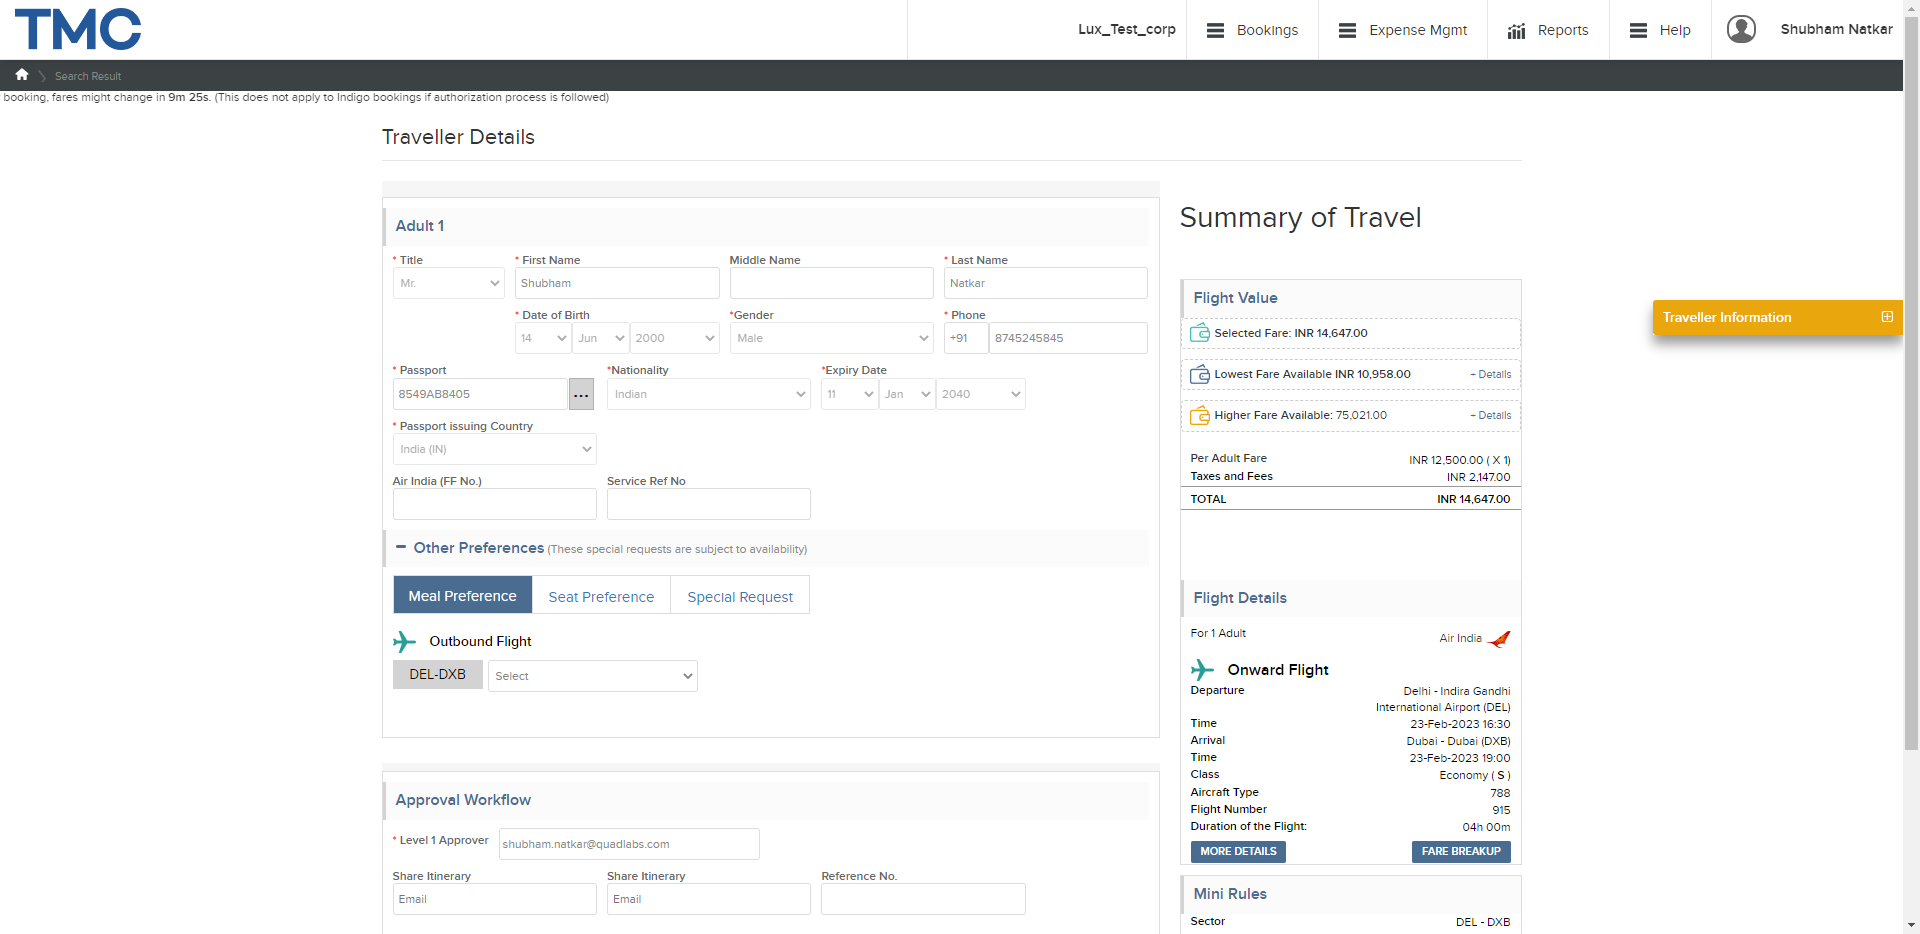 TMC
Lux_Test_corp
Bookings
Expense Mgmt
Reports
Help
Shubham Natkar
Search Result
booking, fares might change in 9m 25s. (This does not apply to Indigo bookings if authorization process is followed)
Traveller Details
Adult 1
* Title
* First Name
Middle Name
* Last Name
Mr.
Shubham
Natkar
* Date of Birth
*Gender
* Phone
14
Jun
2000
Male
+91
8745245845
* Passport
*Nationality
*Expiry Date
8549AB8405
...
Indian
11
Jan
2040
* Passport issuing Country
India (IN)
Air India (FF No.)
Service Ref No
Other Preferences (These special requests are subject to availability)
Meal Preference
Seat Preference
Special Request
Outbound Flight
DEL-DXB
Select
Approval Workflow
* Level 1 Approver
shubham.natkar@quadlabs.com
Share Itinerary
Share Itinerary
Reference No.
Email
Email
Summary of Travel
Flight Value
Selected Fare: INR 14,647.00
Lowest Fare Available INR 10,958.00
+ Details
Higher Fare Available: 75,021.00
+ Details
Per Adult Fare
INR 12,500.00 ( X 1)
Taxes and Fees
INR 2,147.00
TOTAL
INR 14,647.00
Flight Details
For 1 Adult
Air India
Onward Flight
Departure
Delhi - Indira Gandhi
International Airport (DEL)
Time
23-Feb-2023 16:30
Arrival
Dubai - Dubai (DXB)
Time
23-Feb-2023 19:00
Class
Economy ( S )
Aircraft Type
788
Flight Number
915
Duration of the Flight:
04h 00m
MORE DETAILS
FARE BREAKUP
Mini Rules
Sector
DEL - DXB
Traveller Information